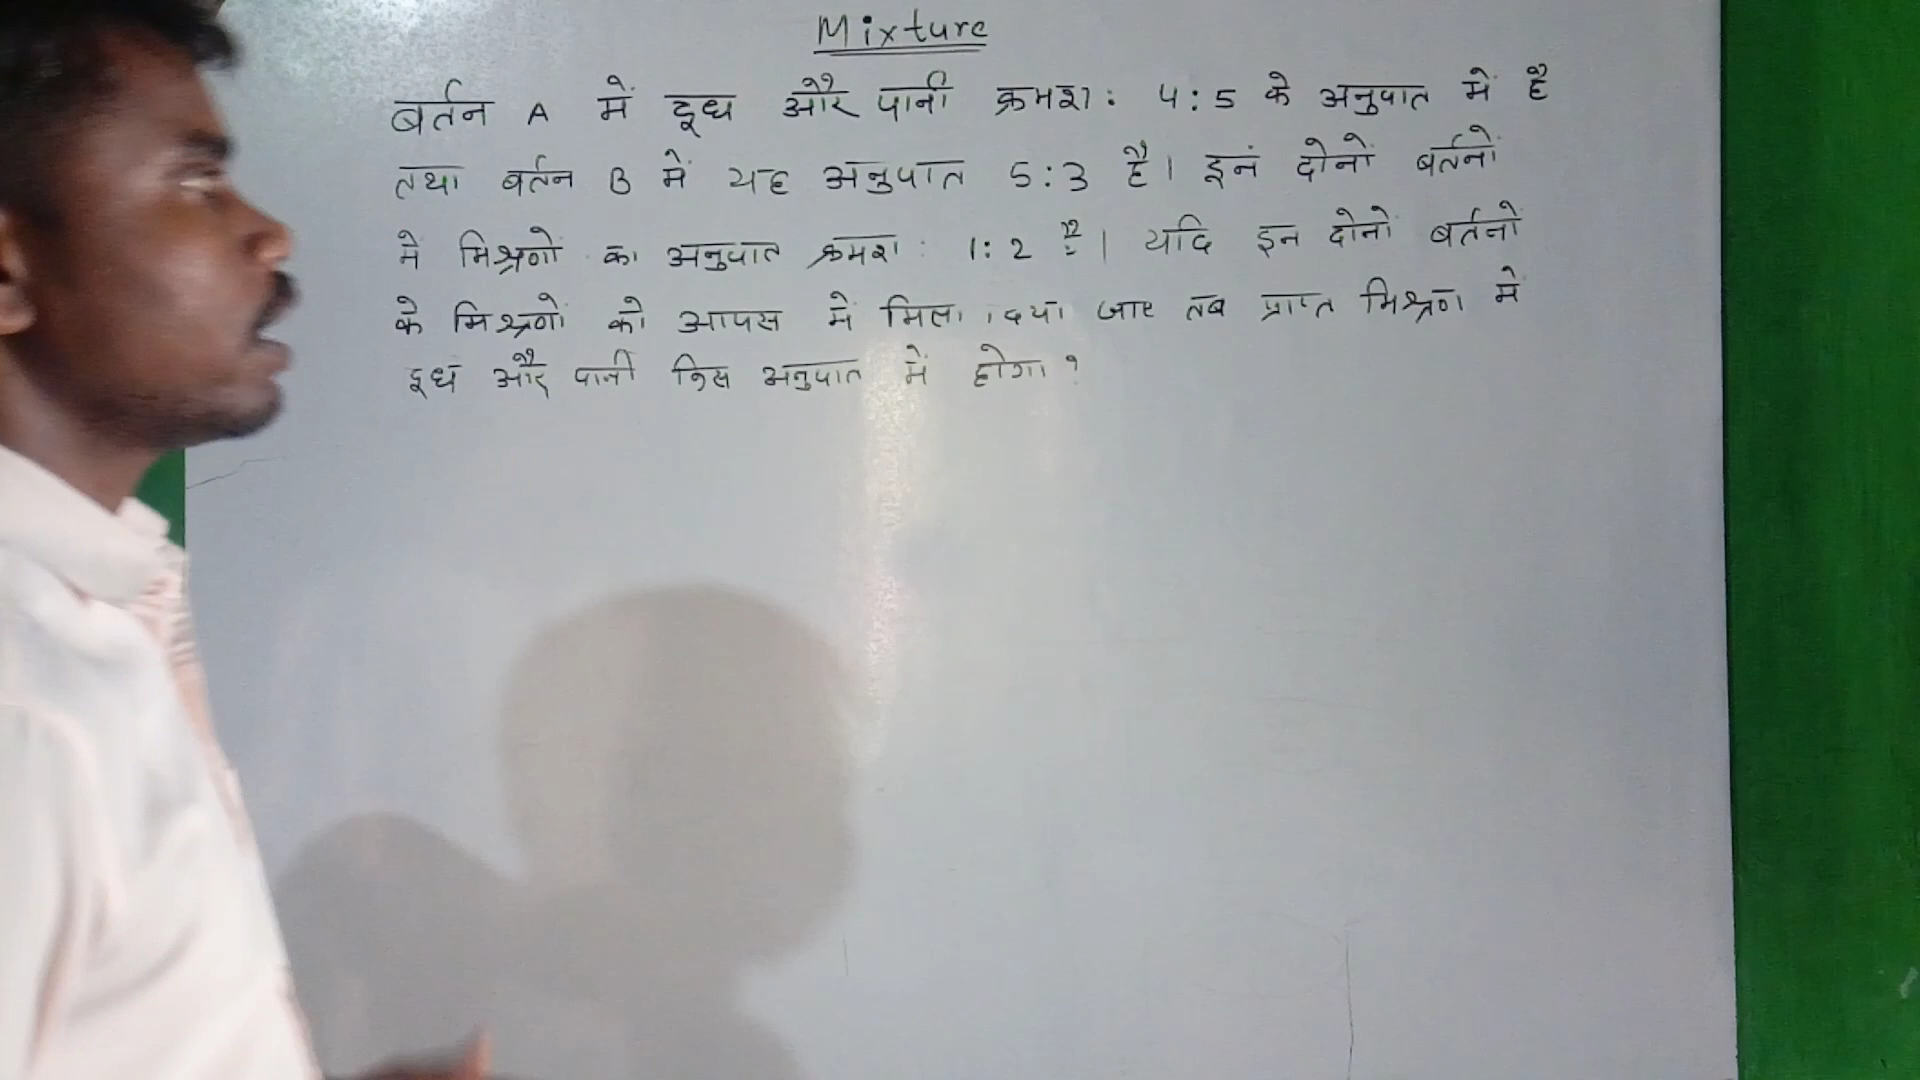 Mixture
बर्तन A में दूध और पानी क्रमश: 4:5 के अनुपात में है
तथा बर्तन B में यह अनुपात 5:3 है। इनं दोनों बर्तनों
में मिश्रणों का अनुपात क्रमश: 1:2 है। यदि इन दोनों बर्तनों
के मिश्रणों को आपस में मिला दिया जाए तब प्राप्त मिश्रण में
दूध और पानी किस अनुपात में होगा?